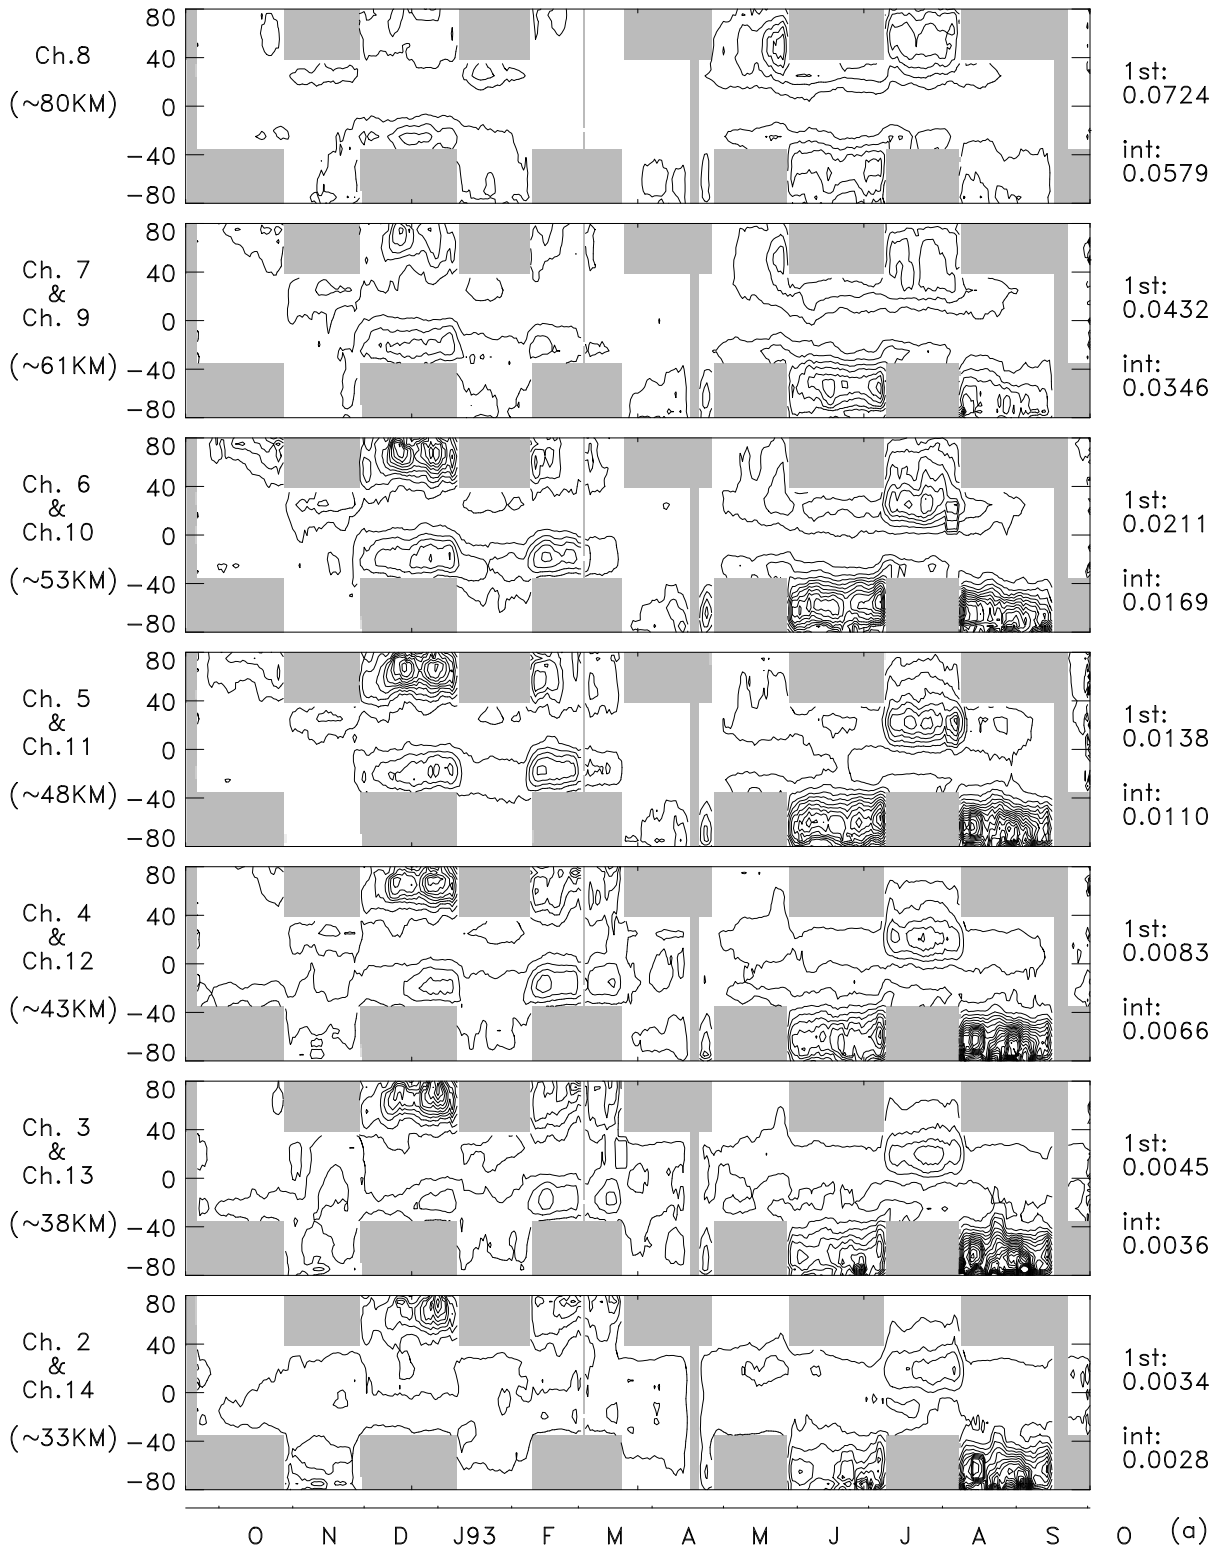 80
Ch.8
40
1st:
0.0724
(~80KM)
0
−40
int:
0.0579
−80
80
Ch. 7
40
1st:
&
0.0432
Ch. 9
0
(~61KM)
−40
int:
0.0346
−80
80
Ch. 6
40
1st:
&
0.0211
Ch.10
0
(~53KM)
−40
int:
0.0169
−80
80
Ch. 5
40
1st:
&
0.0138
Ch.11
0
(~48KM)
−40
int:
0.0110
−80
80
Ch. 4
40
1st:
&
0.0083
Ch.12
0
(~43KM)
−40
int:
0.0066
−80
80
Ch. 3
40
1st:
&
0.0045
Ch.13
0
(~38KM)
−40
int:
0.0036
−80
80
Ch. 2
40
1st:
&
0.0034
Ch.14
0
(~33KM)
−40
int:
0.0028
−80
O N D J93 F M A M J J A S O (a)